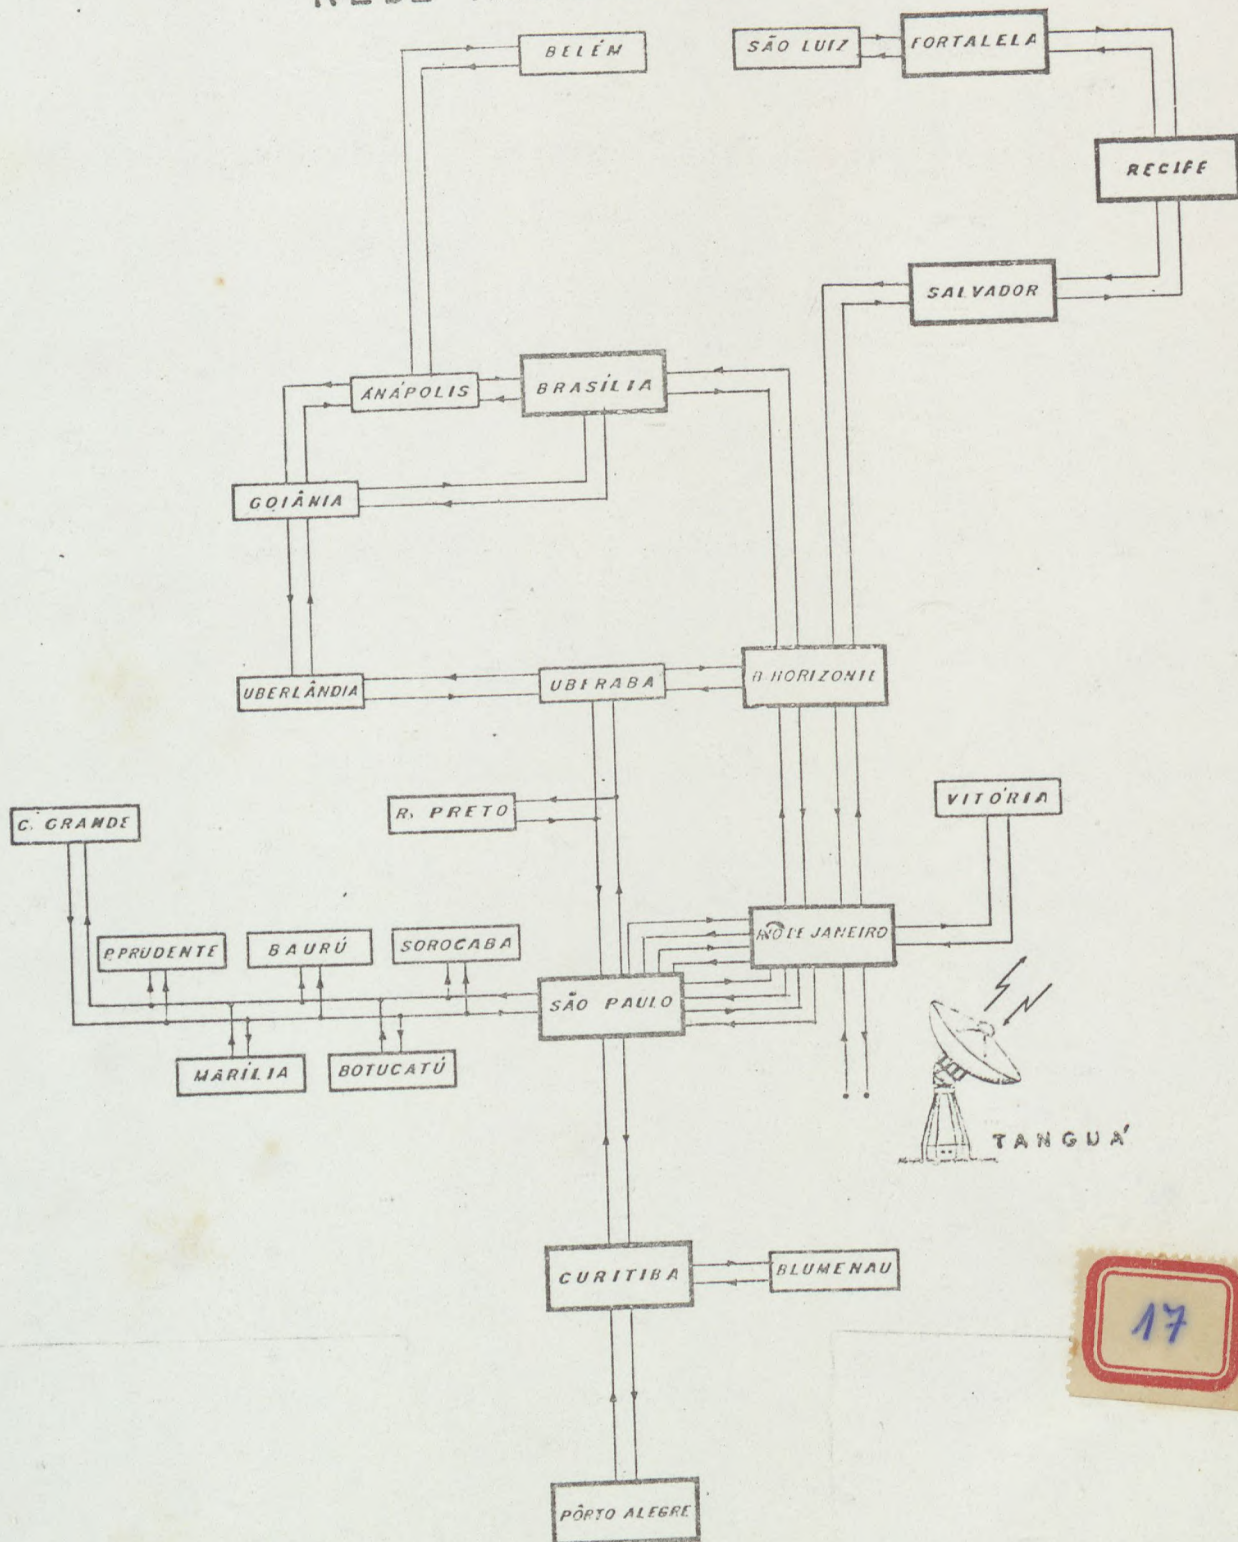 BELÉM
SÃO LUIZ
FORTALELA
RECIFE
SALVADOR
ANÁPOLIS
BRASÍLIA
GOIÂNIA
UBERLÂNDIA
UBERABA
B. HORIZONTE
C. GRANDE
R. PRETO
VITÓRIA
P.PRUDENTE
BAURÚ
SOROCABA
RIO DE JANEIRO
SÃO PAULO
MARÍLIA
BOTUCATÚ
TANGUÁ
CURITIBA
BLUMENAU
17
PÔRTO ALEGRE